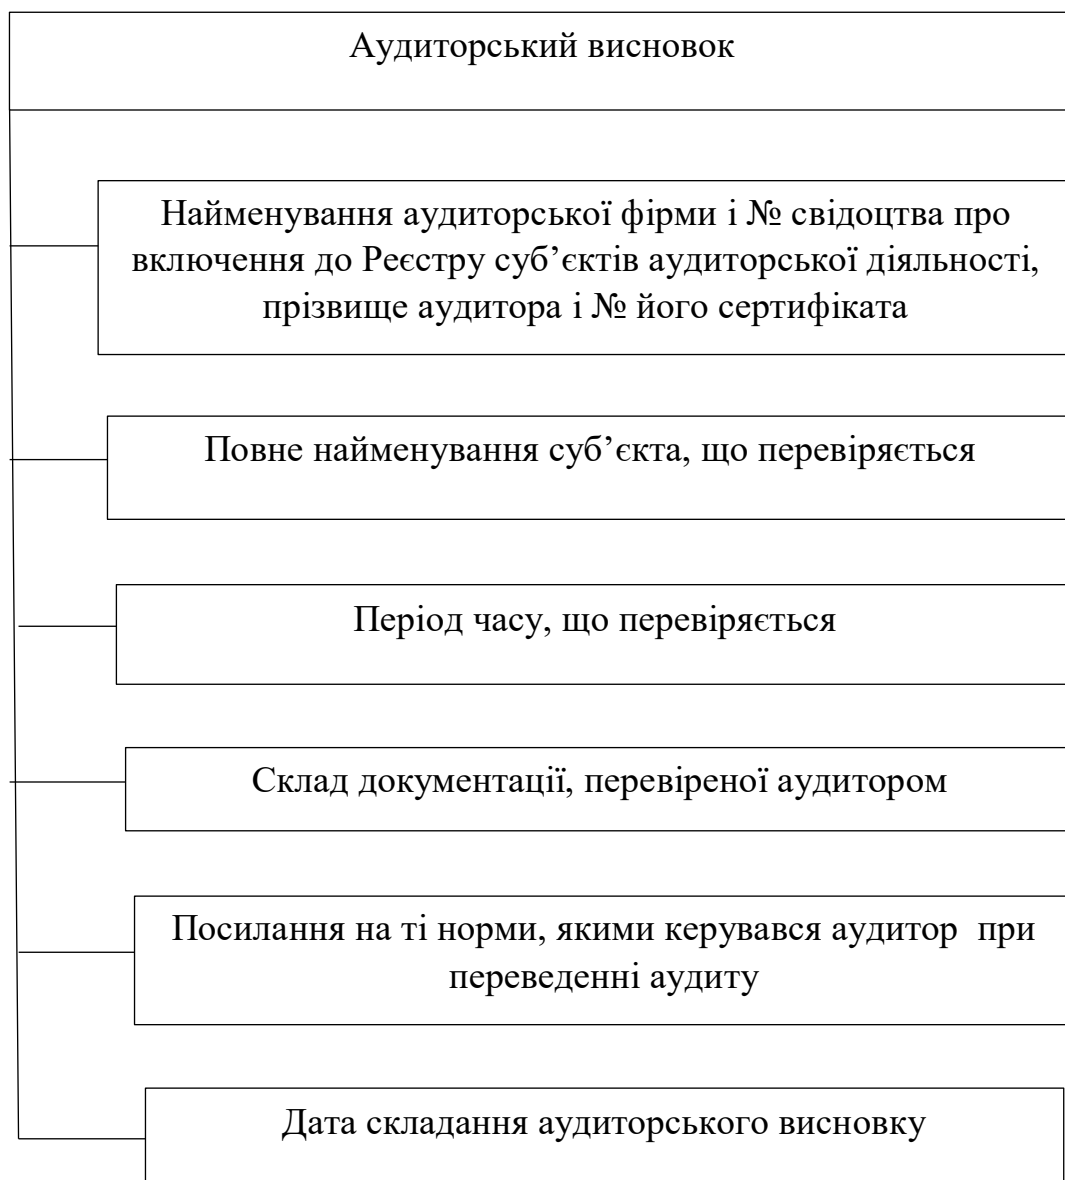 Аудиторський висновок
Найменування аудиторської фірми і № свідоцтва про
включення до Реєстру суб’єктів аудиторської діяльності,
прізвище аудитора і № його сертифіката
Повне найменування суб’єкта, що перевіряється
Період часу, що перевіряється
Склад документації, перевіреної аудитором
Посилання на ті норми, якими керувався аудитор  при
переведенні аудиту
Дата складання аудиторського висновку